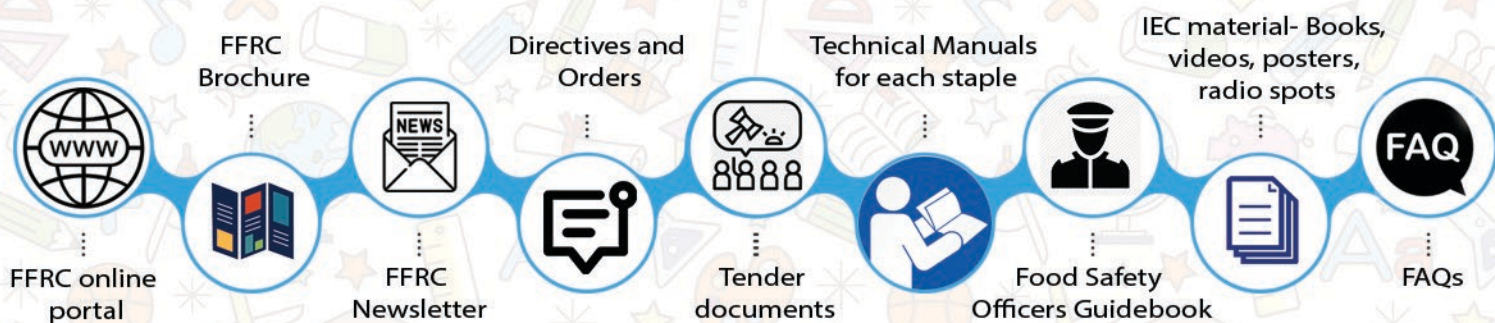 WWW
FFRC online
portal
FFRC
Brochure
NEWS
FFRC
Newsletter
Directives and
Orders
Tender
documents
Technical Manuals
for each staple
Food Safety
Officers Guidebook
IEC material- Books,
videos, posters,
radio spots
FAQ
FAQs